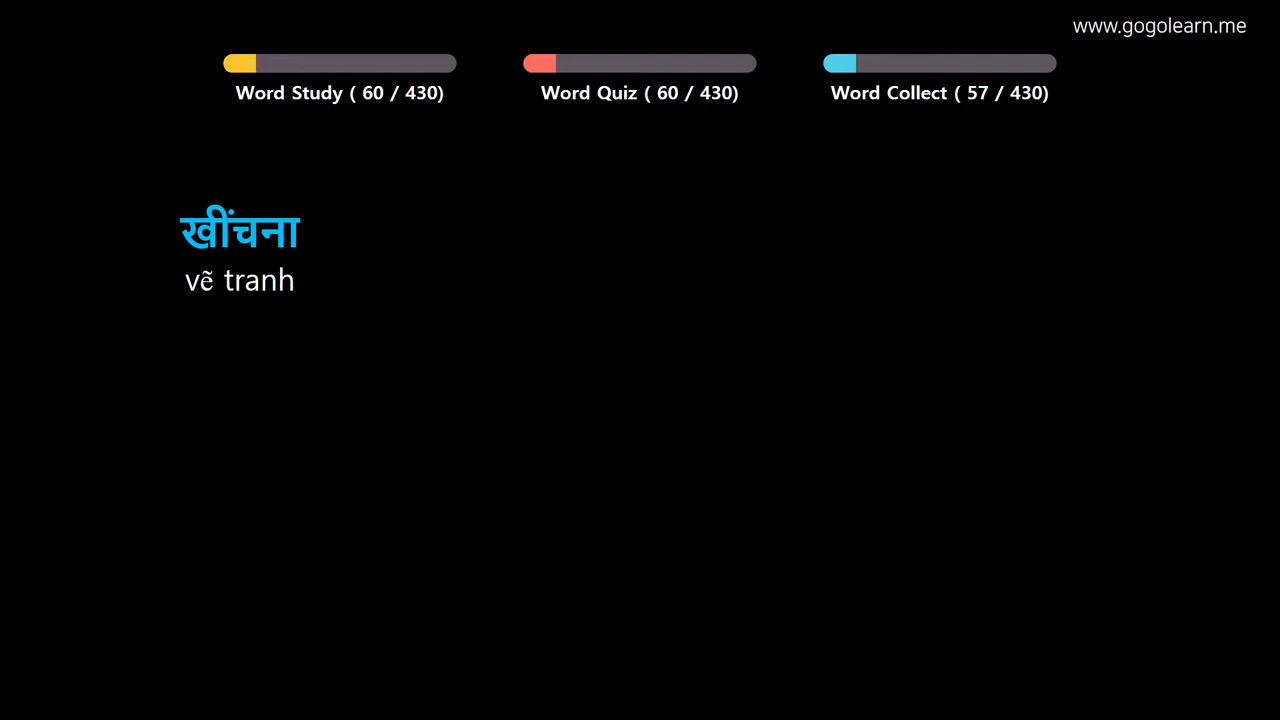 www.gogolearn.me
Word Study ( 60 / 430)
Word Quiz ( 60 / 430)
Word Collect ( 57 / 430)
खींचना
vẽ tranh